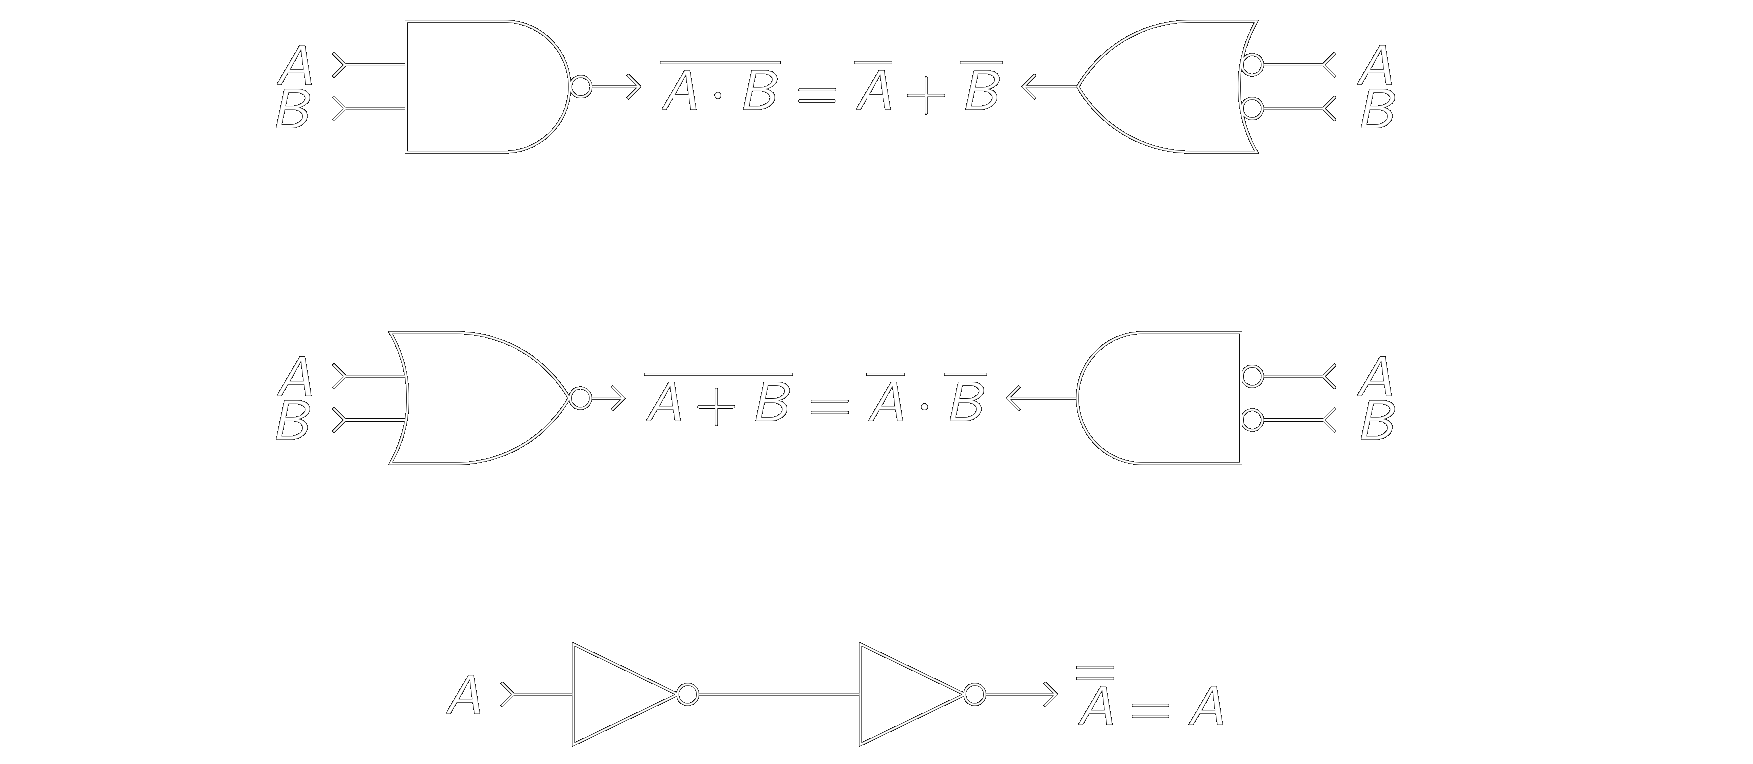 A
B
$\overline{A \cdot B} = \overline{A} + \overline{B}$
A
B
A
B
$\overline{A + B} = \overline{A} \cdot \overline{B}$
A
B
A
$\overline{\overline{A}} = A$